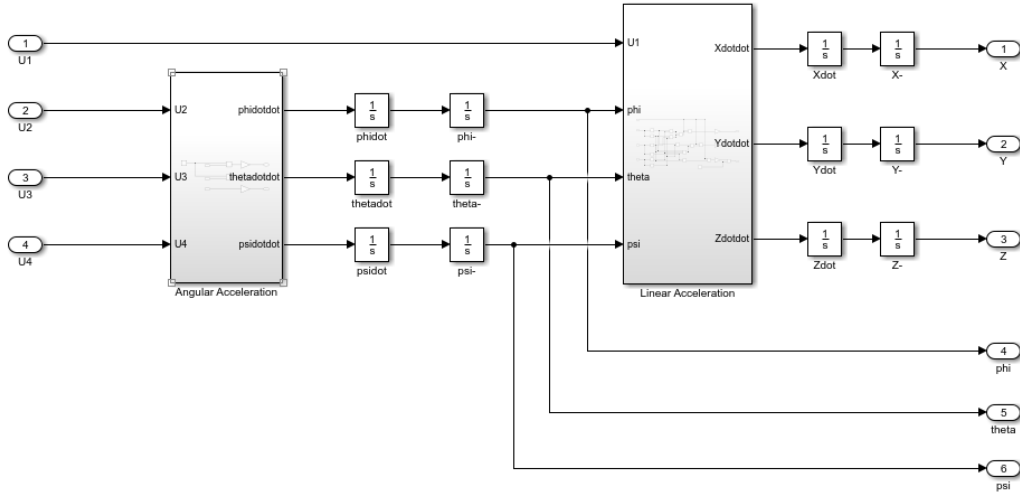 1
U1
U1
Xdotdot
1
s
Xdot
1
s
X-
1
X
2
U2
U2
phidotdot
1
s
phidot
1
s
phi-
phi
Ydotdot
1
s
Ydot
1
s
Y-
2
Y
3
U3
U3
thetadotdot
1
s
thetadot
1
s
theta-
theta
4
U4
U4
psidotdot
1
s
psidot
1
s
psi-
psi
Zdotdot
1
s
Zdot
1
s
Z-
3
Z
Angular Acceleration
Linear Acceleration
4
phi
5
theta
6
psi